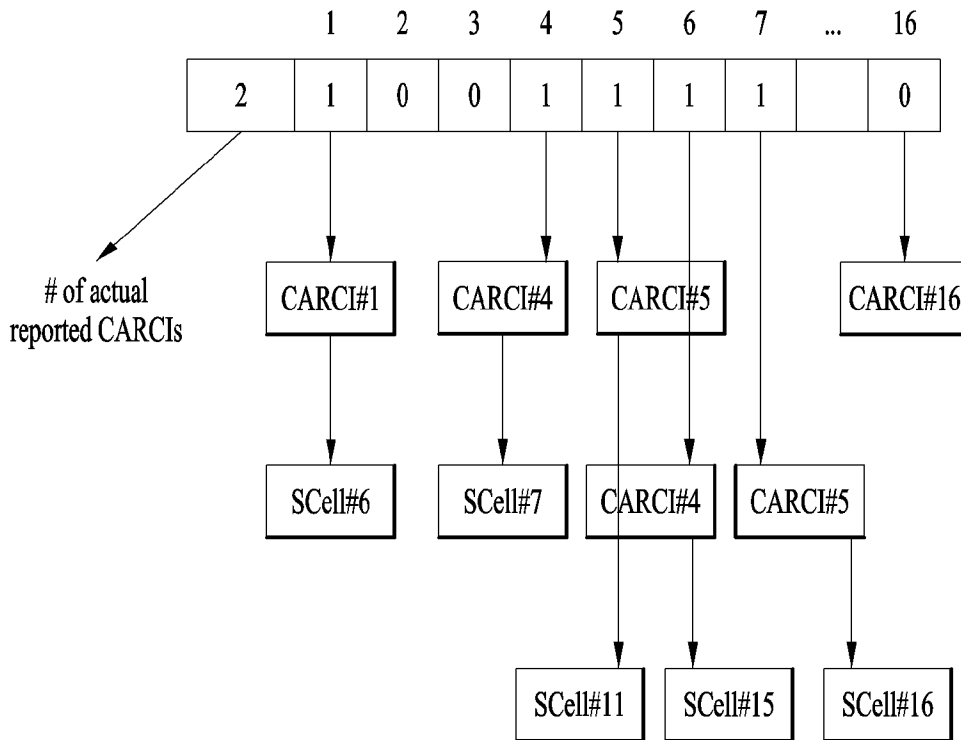 1 2 3 4 5 6 7 ... 16
2 1 0 0 1 1 1 1 0
# of actual
reported CARCIs
CARCI#1 CARCI#4 CARCI#5 CARCI#16
SCell#6 SCell#7 CARCI#4 CARCI#5
SCell#11 SCell#15 SCell#16